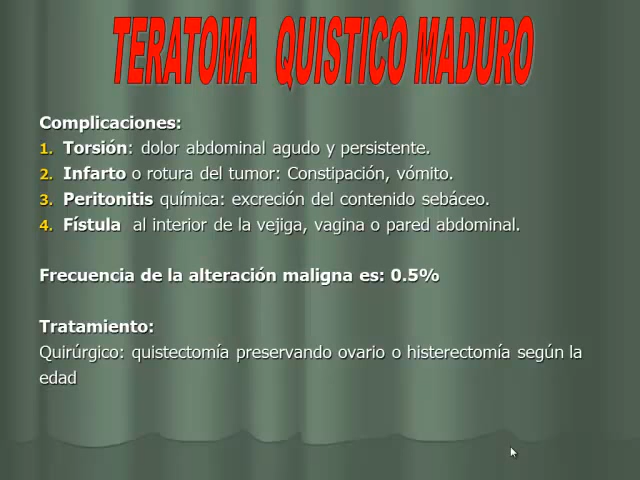 TERATOMA QUISTICO MADURO
Complicaciones:
1. Torsión: dolor abdominal agudo y persistente.
2. Infarto o rotura del tumor: Constipación, vómito.
3. Peritonitis química: excreción del contenido sebáceo.
4. Fístula al interior de la vejiga, vagina o pared abdominal.
Frecuencia de la alteración maligna es: 0.5%
Tratamiento:
Quirúrgico: quistectomía preservando ovario o histerectomía según la
edad